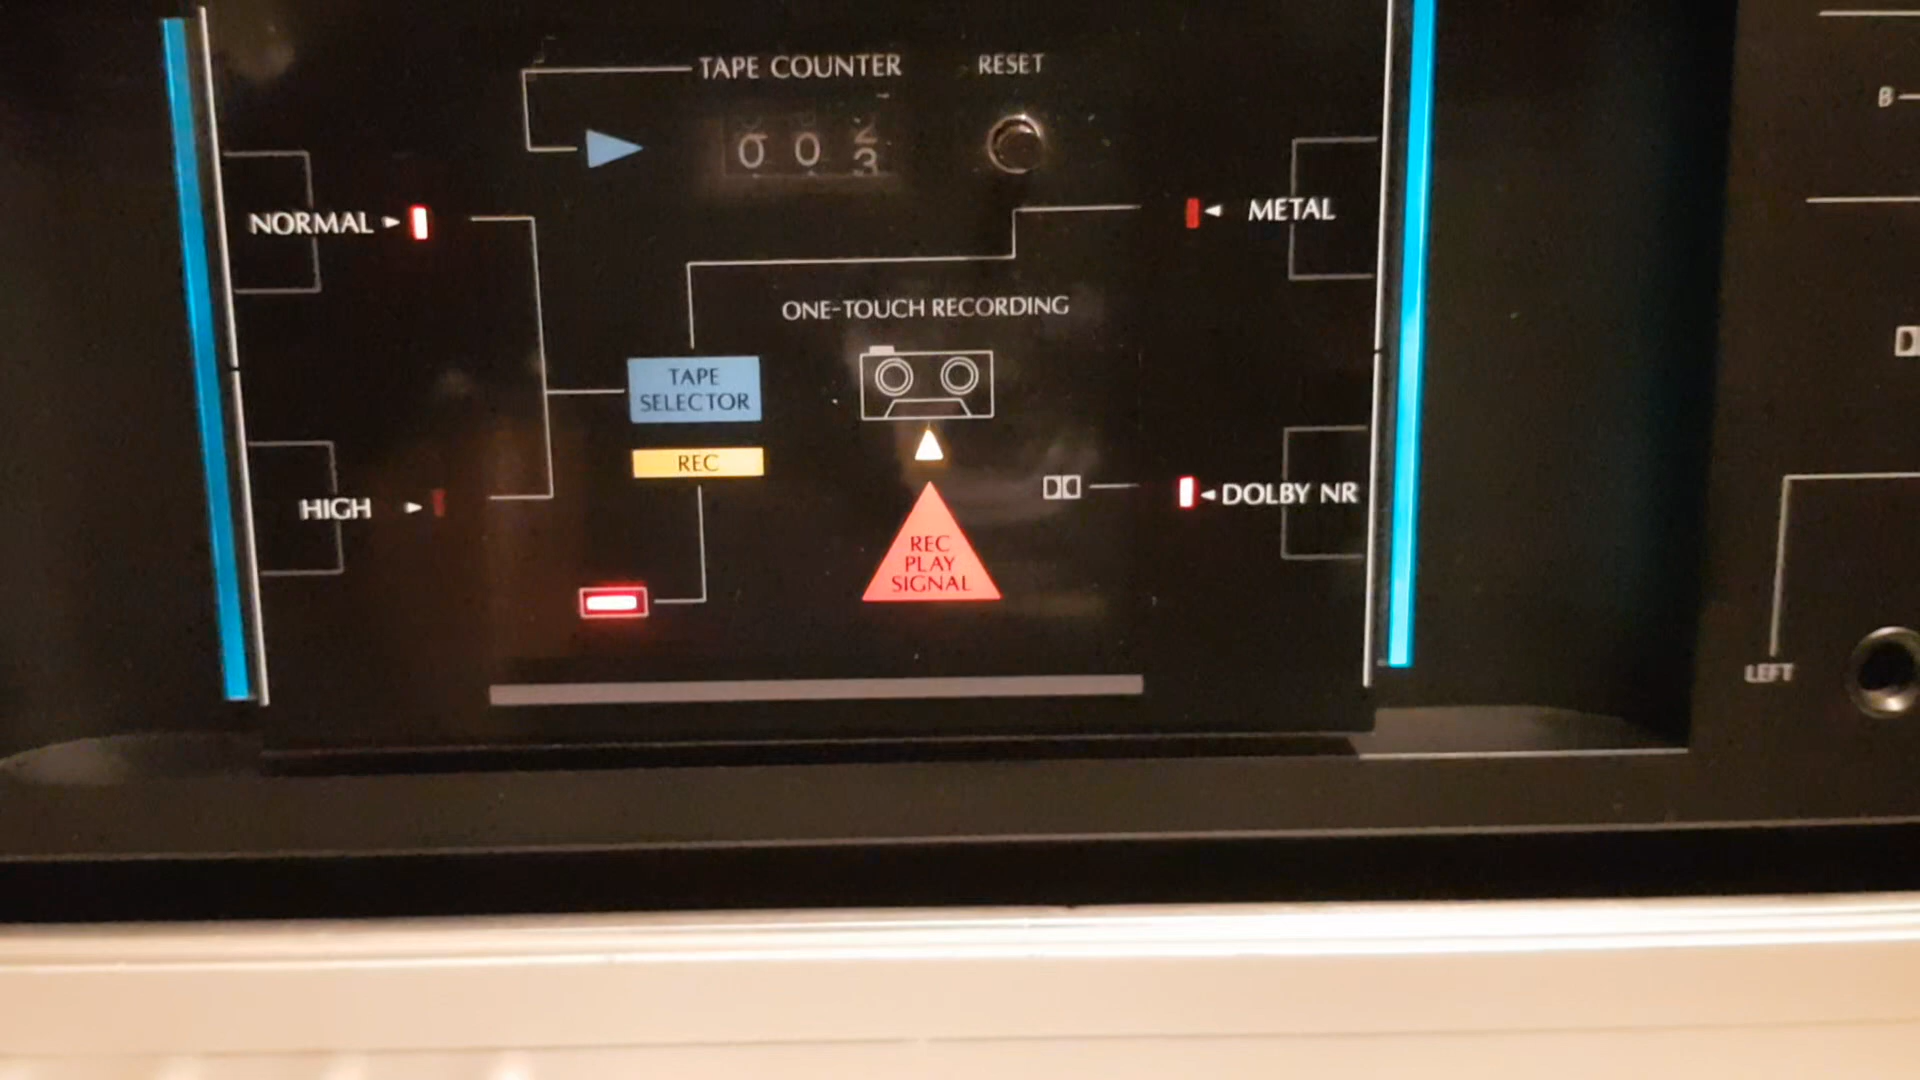 TAPE COUNTER
RESET
0 0 3
B
NORMAL
METAL
ONE-TOUCH RECORDING
TAPE
SELECTOR
REC
HIGH
DOLBY NR
REC
PLAY
SIGNAL
LEFT